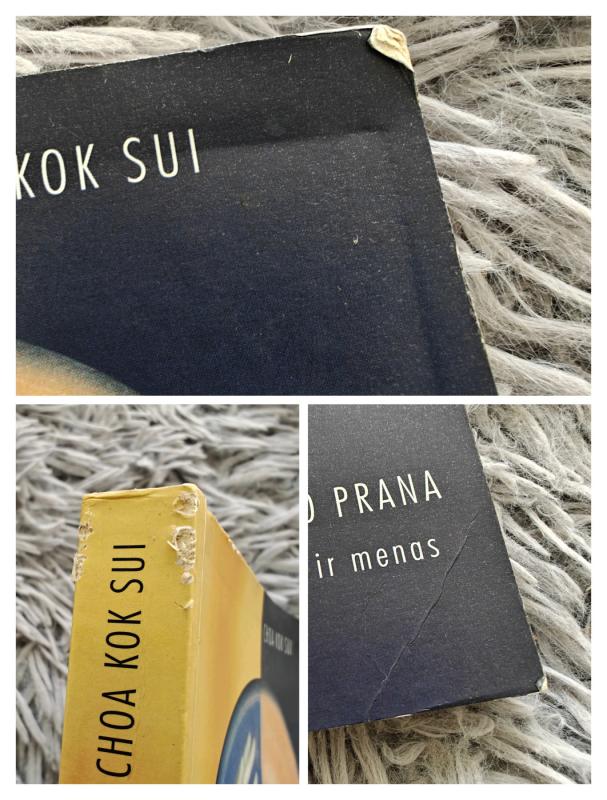 KOK SUI
CHOA KOK SUI
CHOA KOK SUI
PRANA
ir menas